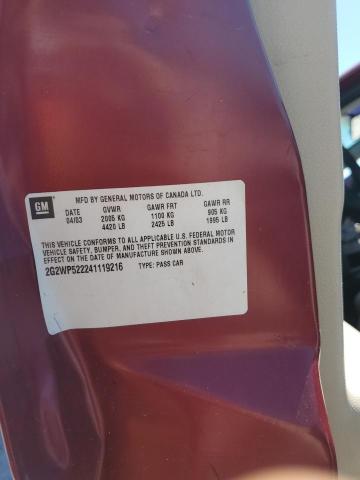 GM
MFD BY GENERAL MOTORS OF CANADA LTD.
DATE GVWR GAWR FRT GAWR RR
04/03 2005 KG 1100 KG 905 KG
4420 LB 2425 LB 1995 LB
THIS VEHICLE CONFORMS TO ALL APPLICABLE U.S. FEDERAL MOTOR
VEHICLE SAFETY, BUMPER, AND THEFT PREVENTION STANDARDS IN
EFFECT ON THE DATE OF MANUFACTURE SHOWN ABOVE.
2G2WP522241119216 TYPE: PASS CAR